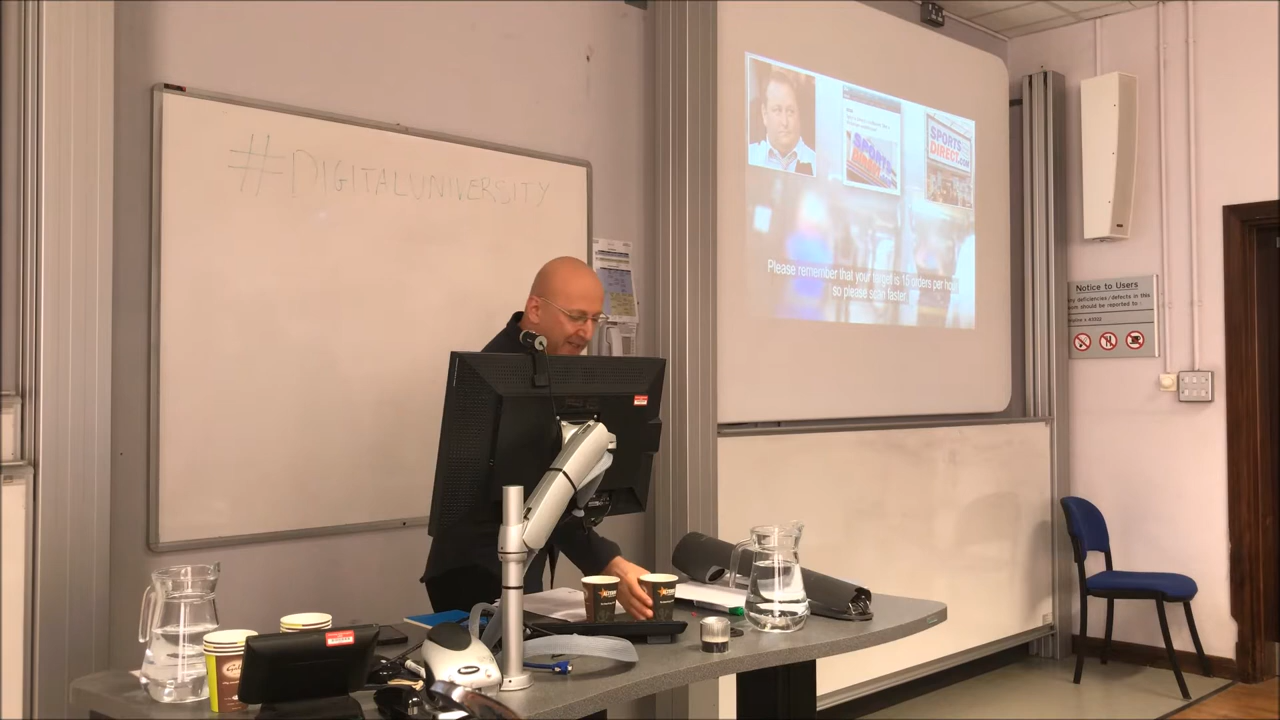 #DIGITALUNIVERSITY
SPORTS
SPORTS
DIRECT.COM
Please remember that your target is 15 orders per hour
so please scan faster.
Notice to Users
any deficiencies/defects in this
room should be reported to :